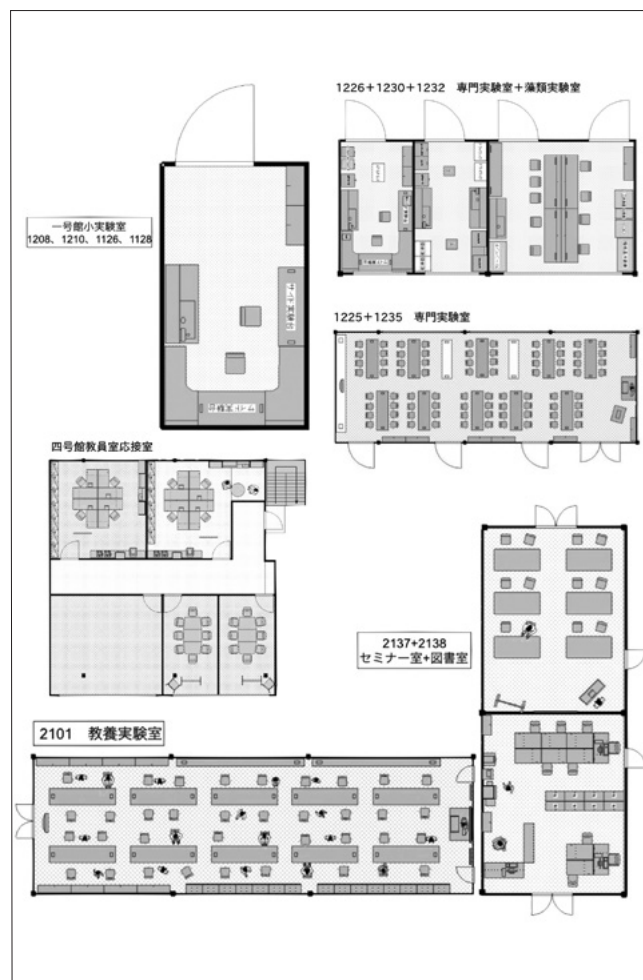 1226+1230+1232 専門実験室+藻類実験室
一号館小実験室
1208、1210、1126、1128
1225+1235 専門実験室
四号館教員室応接室
2137+2138
セミナー室+図書室
2101 教養実験室